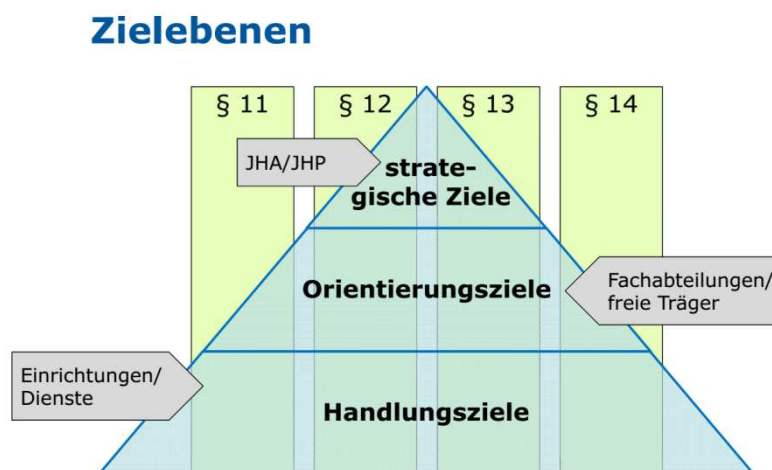 Zielebenen
§ 11
§ 12
§ 13
§ 14
JHA/JHP
strate-
gische Ziele
Orientierungsziele
Fachabteilungen/
freie Träger
Einrichtungen/
Dienste
Handlungsziele